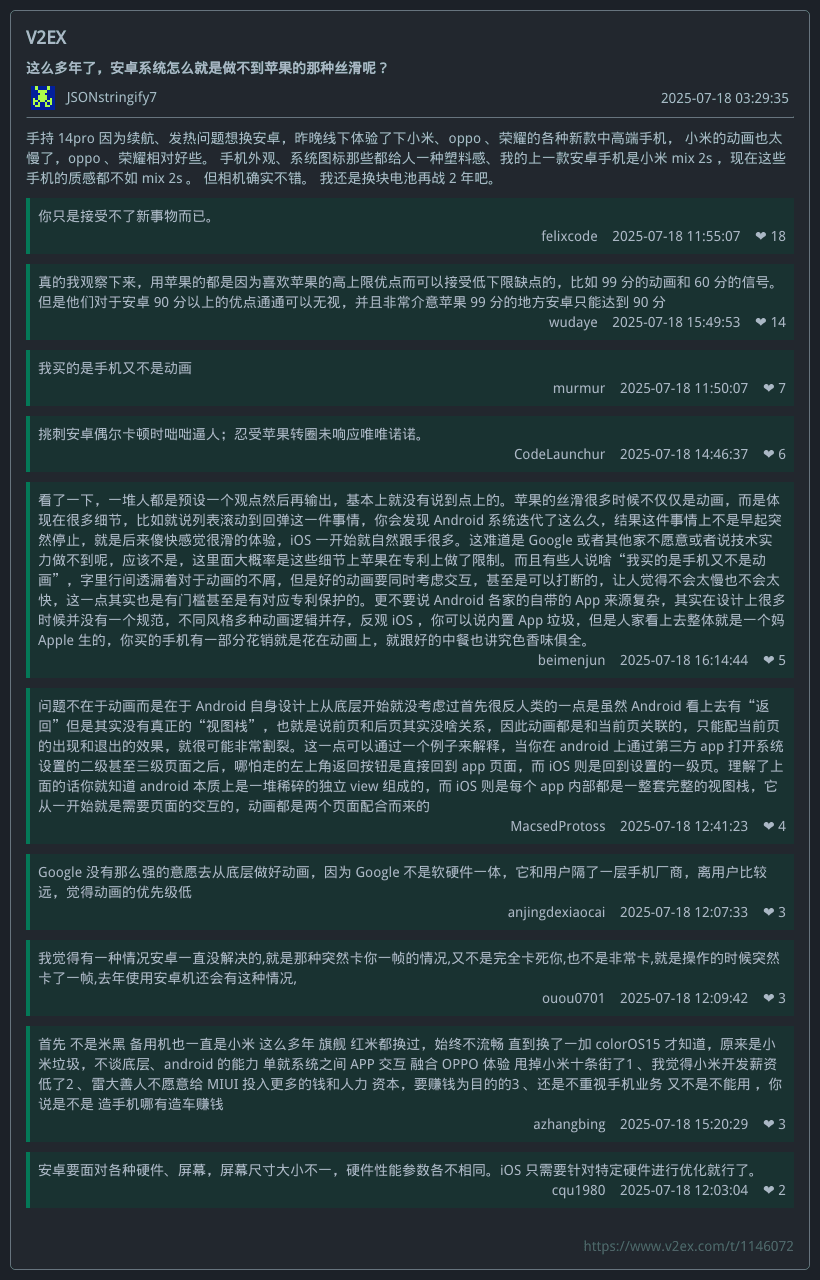 V2EX
这么多年了，安卓系统怎么就是做不到苹果的那种丝滑呢？
JSONstringify7
2025-07-18 03:29:35
手持 14pro 因为续航、发热问题想换安卓，昨晚线下体验了下小米、oppo 、荣耀的各种新款中高端手机， 小米的动画也太
慢了，oppo 、荣耀相对好些。 手机外观、系统图标那些都给人一种塑料感、我的上一款安卓手机是小米 mix 2s ，现在这些
手机的质感都不如 mix 2s 。 但相机确实不错。 我还是换块电池再战 2 年吧。
你只是接受不了新事物而已。
felixcode 2025-07-18 11:55:07 ❤ 18
真的我观察下来，用苹果的都是因为喜欢苹果的高上限优点而可以接受低下限缺点的，比如 99 分的动画和 60 分的信号。
但是他们对于安卓 90 分以上的优点通通可以无视，并且非常介意苹果 99 分的地方安卓只能达到 90 分
wudaye 2025-07-18 15:49:53 ❤ 14
我买的是手机又不是动画
murmur 2025-07-18 11:50:07 ❤ 7
挑刺安卓偶尔卡顿时咄咄逼人；忍受苹果转圈未响应唯唯诺诺。
CodeLaunchur 2025-07-18 14:46:37 ❤ 6
看了一下，一堆人都是预设一个观点然后再输出，基本上就没有说到点上的。苹果的丝滑很多时候不仅仅是动画，而是体
现在很多细节，比如就说列表滚动到回弹这一件事情，你会发现 Android 系统迭代了这么久，结果这件事情上不是早起突
然停止，就是后来傻快感觉很滑的体验，iOS 一开始就自然跟手很多。这难道是 Google 或者其他家不愿意或者说技术实
力做不到呢，应该不是，这里面大概率是这些细节上苹果在专利上做了限制。而且有些人说啥“我买的是手机又不是动
画”，字里行间透漏着对于动画的不屑，但是好的动画要同时考虑交互，甚至是可以打断的，让人觉得不会太慢也不会太
快，这一点其实也是有门槛甚至是有对应专利保护的。更不要说 Android 各家的自带的 App 来源复杂，其实在设计上很多
时候并没有一个规范，不同风格多种动画逻辑并存，反观 iOS ，你可以说内置 App 垃圾，但是人家看上去整体就是一个妈
Apple 生的，你买的手机有一部分花销就是花在动画上，就跟好的中餐也讲究色香味俱全。
beimenjun 2025-07-18 16:14:44 ❤ 5
问题不在于动画而是在于 Android 自身设计上从底层开始就没考虑过首先很反人类的一点是虽然 Android 看上去有“返
回”但是其实没有真正的“视图栈”，也就是说前页和后页其实没啥关系，因此动画都是和当前页关联的，只能配当前页
的出现和退出的效果，就很可能非常割裂。这一点可以通过一个例子来解释，当你在 android 上通过第三方 app 打开系统
设置的二级甚至三级页面之后，哪怕走的左上角返回按钮是直接回到 app 页面，而 iOS 则是回到设置的一级页。理解了上
面的话你就知道 android 本质上是一堆稀碎的独立 view 组成的，而 iOS 则是每个 app 内部都是一整套完整的视图栈，它
从一开始就是需要页面的交互的，动画都是两个页面配合而来的
MacsedProtoss 2025-07-18 12:41:23 ❤ 4
Google 没有那么强的意愿去从底层做好动画，因为 Google 不是软硬件一体，它和用户隔了一层手机厂商，离用户比较
远，觉得动画的优先级低
anjingdexiaocai 2025-07-18 12:07:33 ❤ 3
我觉得有一种情况安卓一直没解决的,就是那种突然卡你一帧的情况,又不是完全卡死你,也不是非常卡,就是操作的时候突然
卡了一帧,去年使用安卓机还会有这种情况,
ouou0701 2025-07-18 12:09:42 ❤ 3
首先 不是米黑 备用机也一直是小米 这么多年 旗舰 红米都换过，始终不流畅 直到换了一加 colorOS15 才知道，原来是小
米垃圾，不谈底层、android 的能力 单就系统之间 APP 交互 融合 OPPO 体验 甩掉小米十条街了1 、我觉得小米开发薪资
低了2 、雷大善人不愿意给 MIUI 投入更多的钱和人力 资本，要赚钱为目的的3 、还是不重视手机业务 又不是不能用 ，你
说是不是 造手机哪有造车赚钱
azhangbing 2025-07-18 15:20:29 ❤ 3
安卓要面对各种硬件、屏幕，屏幕尺寸大小不一，硬件性能参数各不相同。iOS 只需要针对特定硬件进行优化就行了。
cqu1980 2025-07-18 12:03:04 ❤ 2
https://www.v2ex.com/t/1146072